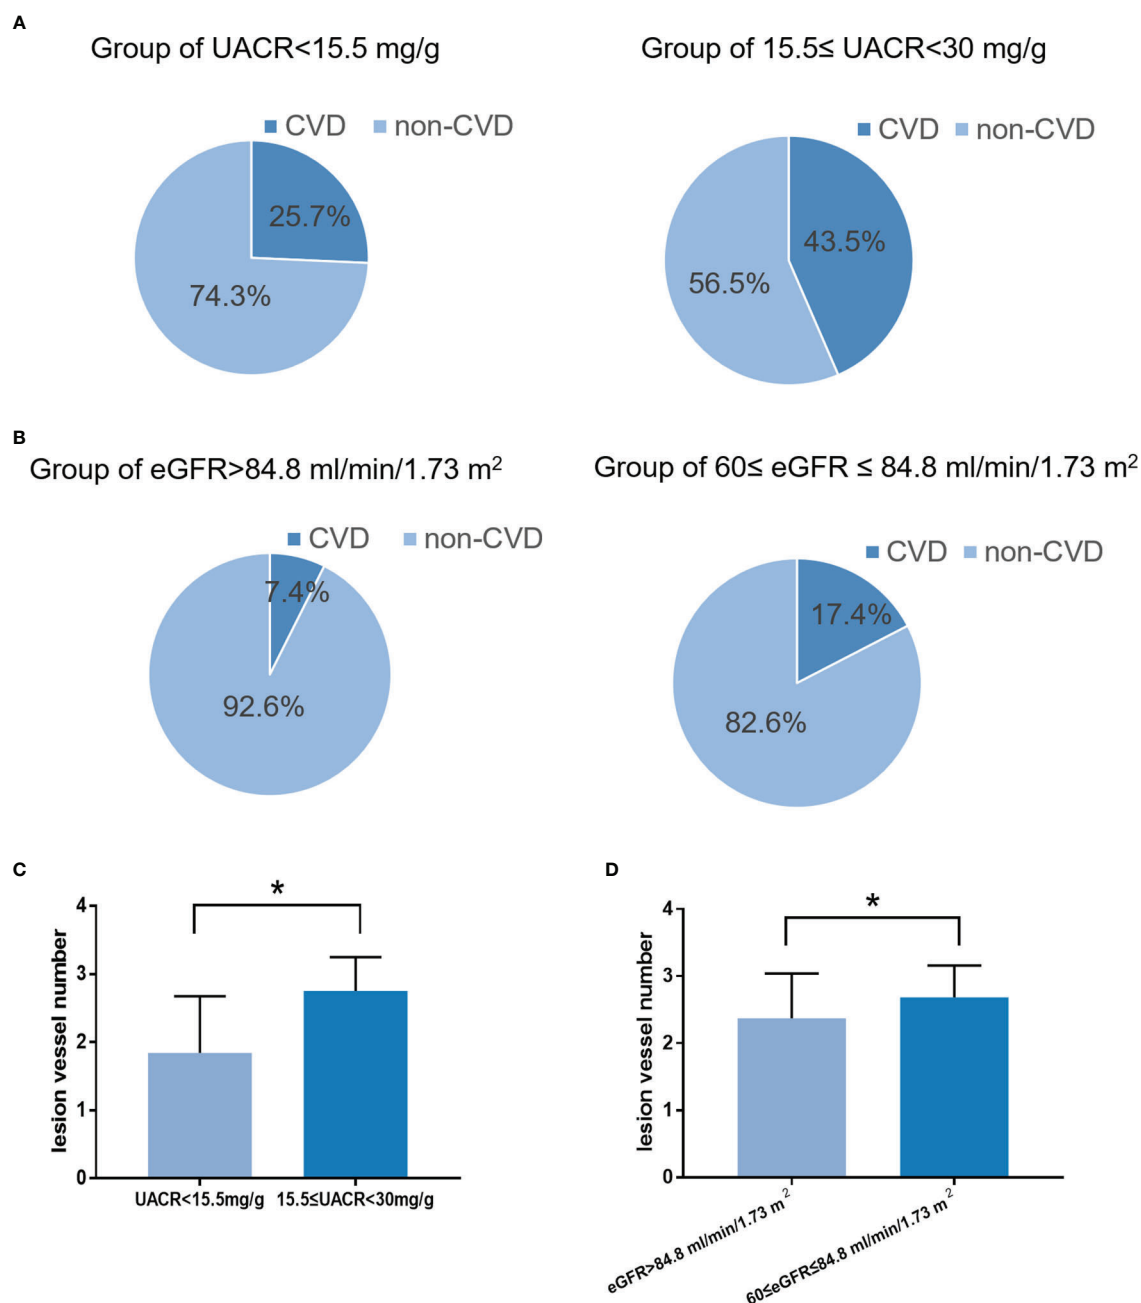 A
Group of UACR<15.5 mg/g
Group of 15.5≤ UACR<30 mg/g
CVD non-CVD
CVD non-CVD
25.7%
74.3%
43.5%
56.5%
B
Group of eGFR>84.8 ml/min/1.73 m²
Group of 60≤ eGFR ≤ 84.8 ml/min/1.73 m²
CVD non-CVD
CVD non-CVD
7.4%
92.6%
17.4%
82.6%
C
*
lesion vessel number
4
3
2
1
0
UACR<15.5mg/g
15.5≤UACR<30mg/g
D
*
lesion vessel number
4
3
2
1
0
eGFR>84.8 ml/min/1.73 m²
60≤eGFR≤84.8 ml/min/1.73 m²